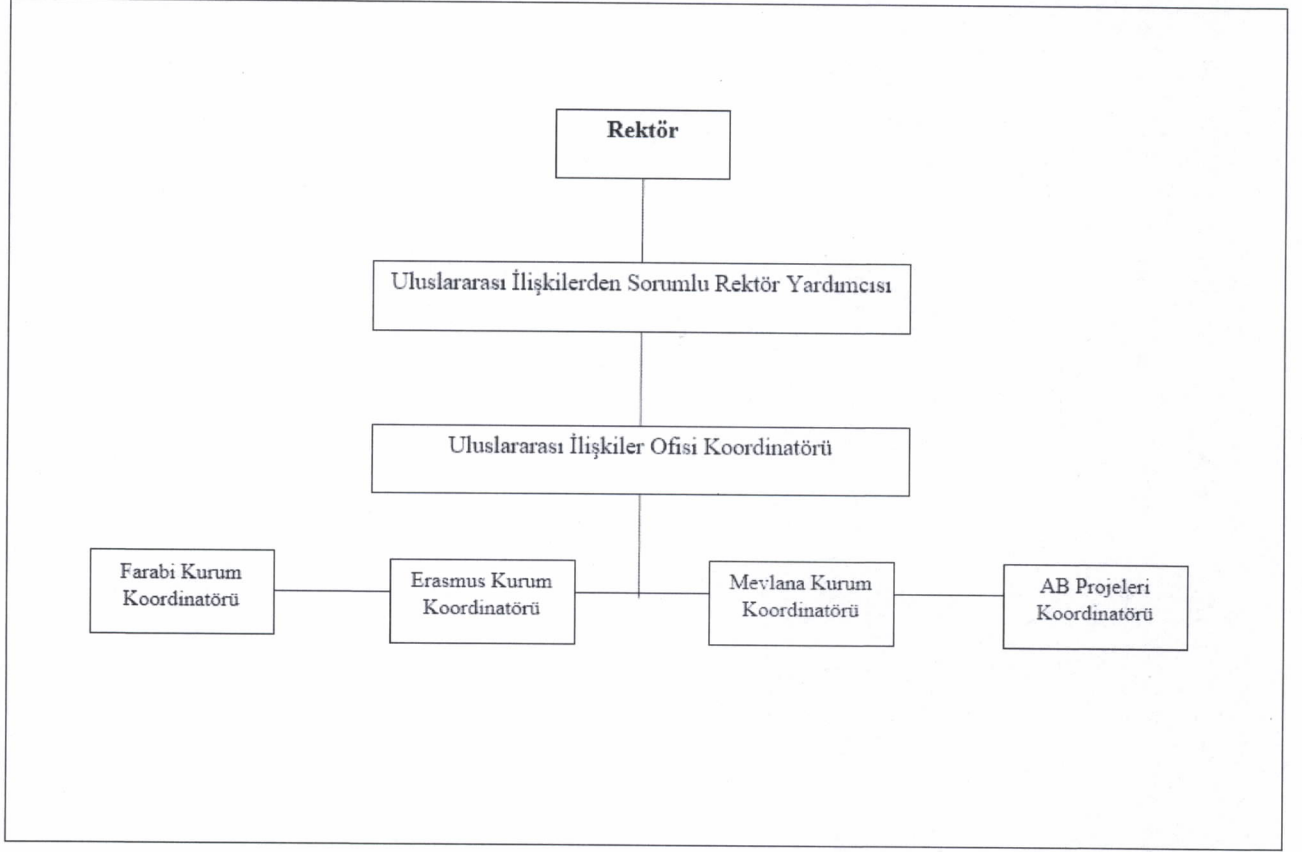 Rektör
Uluslararası İlişkilerden Sorumlu Rektör Yardımcısı
Uluslararası İlişkiler Ofisi Koordinatörü
Farabi Kurum
Koordinatörü
Erasmus Kurum
Koordinatörü
Mevlana Kurum
Koordinatörü
AB Projeleri
Koordinatörü